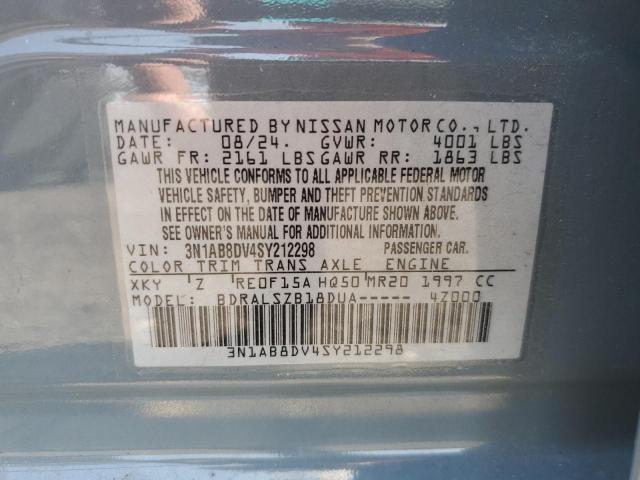 MANUFACTURED BY NISSAN MOTOR CO., LTD.
DATE: 08/24. GVWR: 4001 LBS
GAWR FR: 2161 LBS GAWR RR: 1863 LBS
THIS VEHICLE CONFORMS TO ALL APPLICABLE FEDERAL MOTOR
VEHICLE SAFETY, BUMPER AND THEFT PREVENTION STANDARDS
IN EFFECT ON THE DATE OF MANUFACTURE SHOWN ABOVE.
SEE OWNER'S MANUAL FOR ADDITIONAL INFORMATION.
VIN: 3N1AB8DV4SY212298 PASSENGER CAR.
COLOR TRIM TRANS AXLE ENGINE
XKY Z RE0F15A HQ50 MR20 1997 CC
MODEL BDRALSZB18DUA----- 4Z000
3N1AB8DV4SY212298